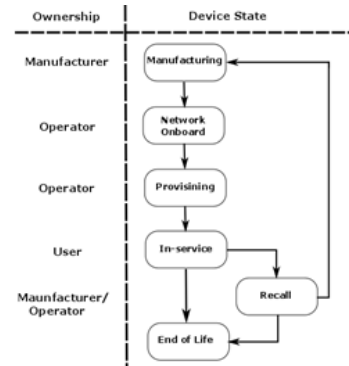 Ownership Device State
Manufacturer Manufacturing
Operator Network
Onboard
Operator Provisining
User In-service
Maunfacturer/
Operator
Recall
End of Life